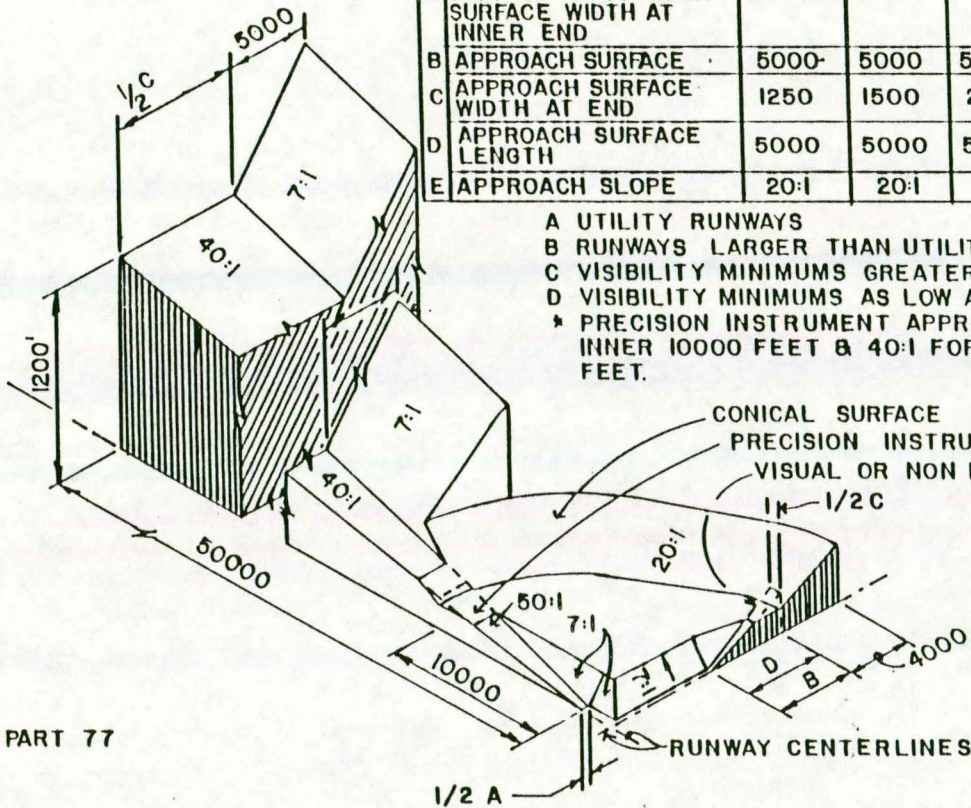 SURFACE WIDTH AT
INNER END
B APPROACH SURFACE 5000 5000 5
C APPROACH SURFACE
WIDTH AT END 1250 1500
D APPROACH SURFACE
LENGTH 5000 5000 5
E APPROACH SLOPE 20:1 20:1
A UTILITY RUNWAYS
B RUNWAYS LARGER THAN UTILIT
C VISIBILITY MINIMUMS GREATER
D VISIBILITY MINIMUMS AS LOW A
* PRECISION INSTRUMENT APPR
INNER 10000 FEET & 40:1 FOR
FEET.
5000
1/2 C
7:1
40:1
1200'
7:1
CONICAL SURFACE
PRECISION INSTRU
VISUAL OR NON
1/2 C
40:1
20:1
5000
50:1
7:1
10000
D
B
4000
PART 77
RUNWAY CENTERLINES
1/2 A